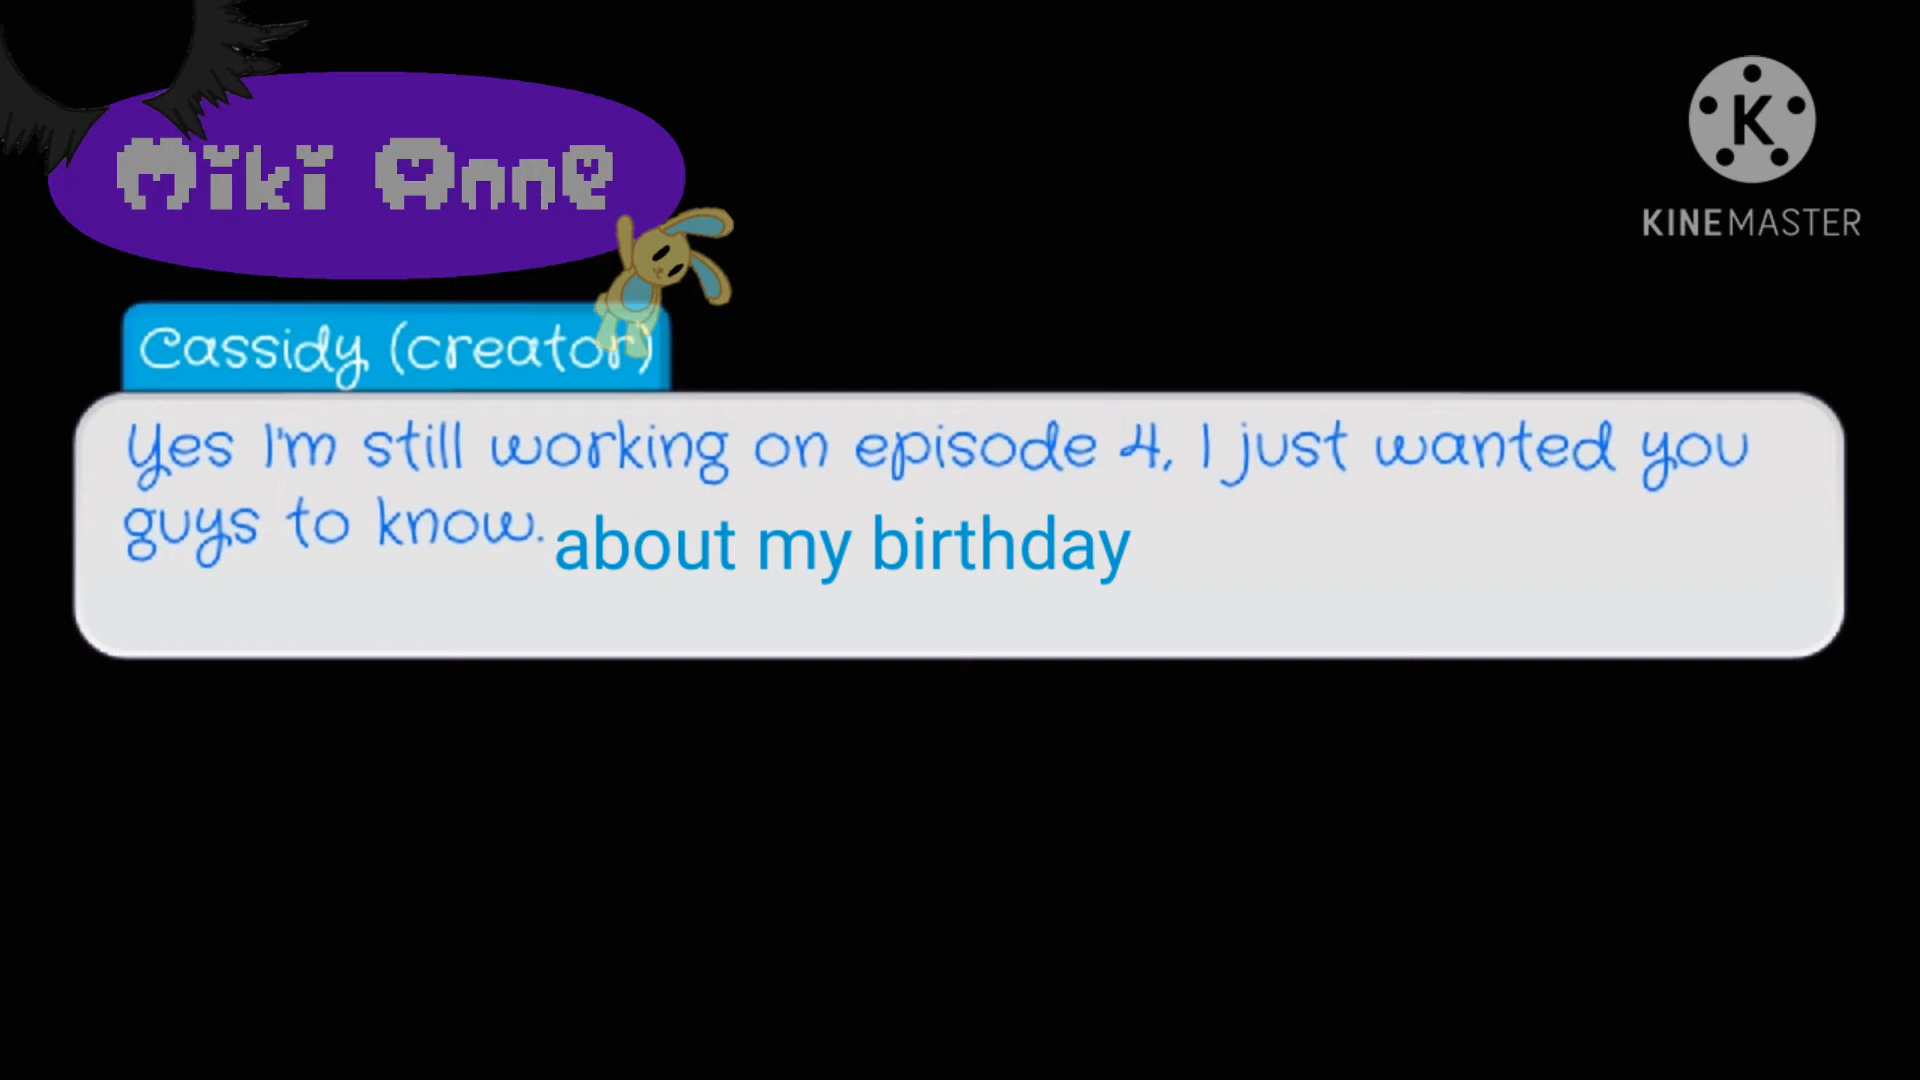 Miki Anne
K
KINEMASTER
Cassidy (creator)
Yes I'm still working on episode 4, I just wanted you
guys to know. about my birthday